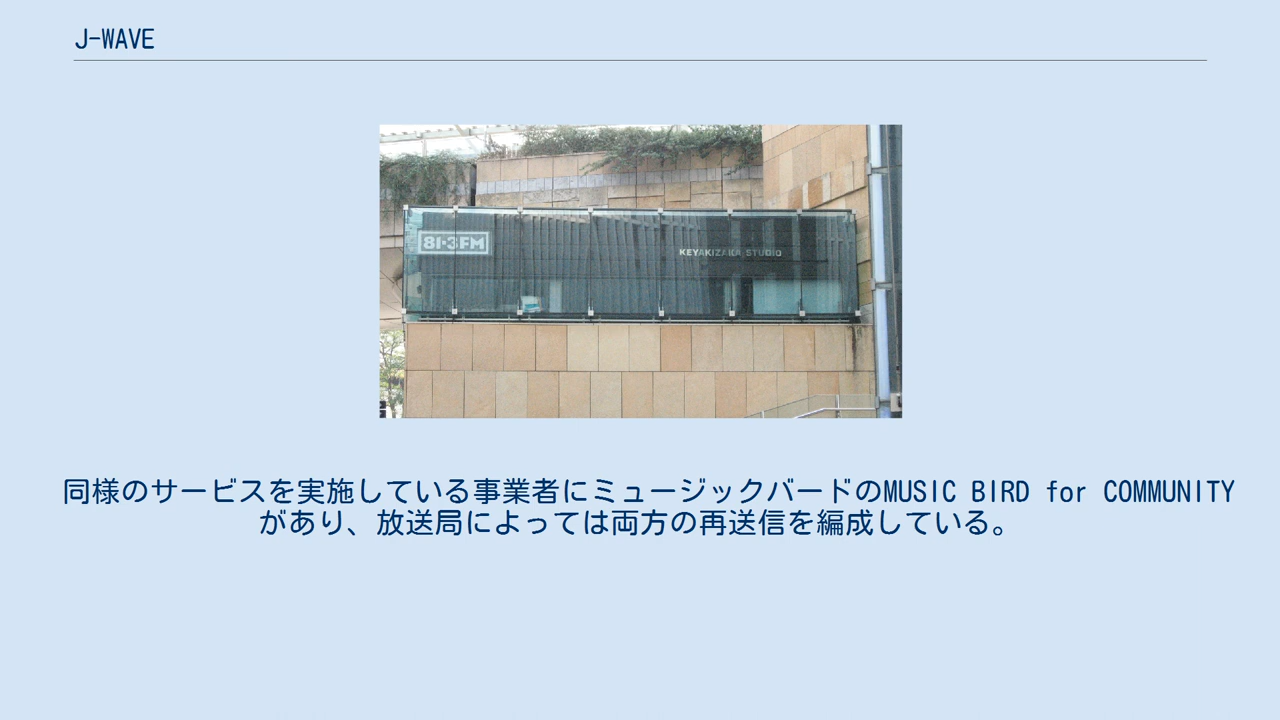 J-WAVE
81.3FM
KEYAKIZAKA STUDIO
同様のサービスを実施している事業者にミュージックバードのMUSIC BIRD for COMMUNITY
があり、放送局によっては両方の再送信を編成している。